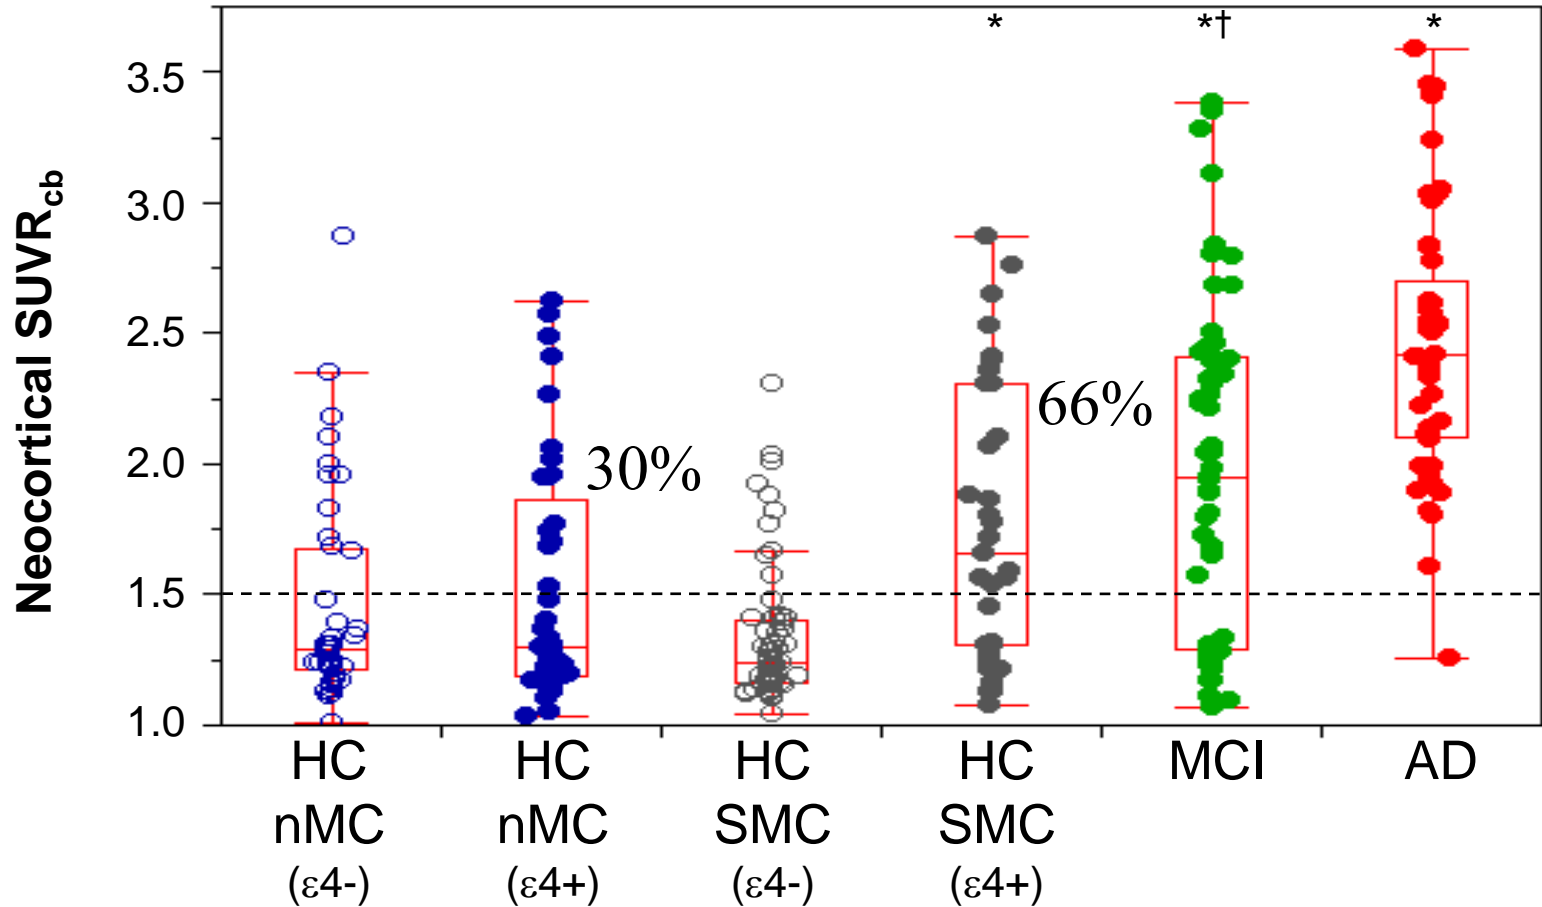 * *† *
Neocortical SUVRcb
3.5
3.0
2.5
2.0
1.5
1.0
30%
66%
HC HC HC HC MCI AD
nMC nMC SMC SMC
(ε4-) (ε4+) (ε4-) (ε4+)